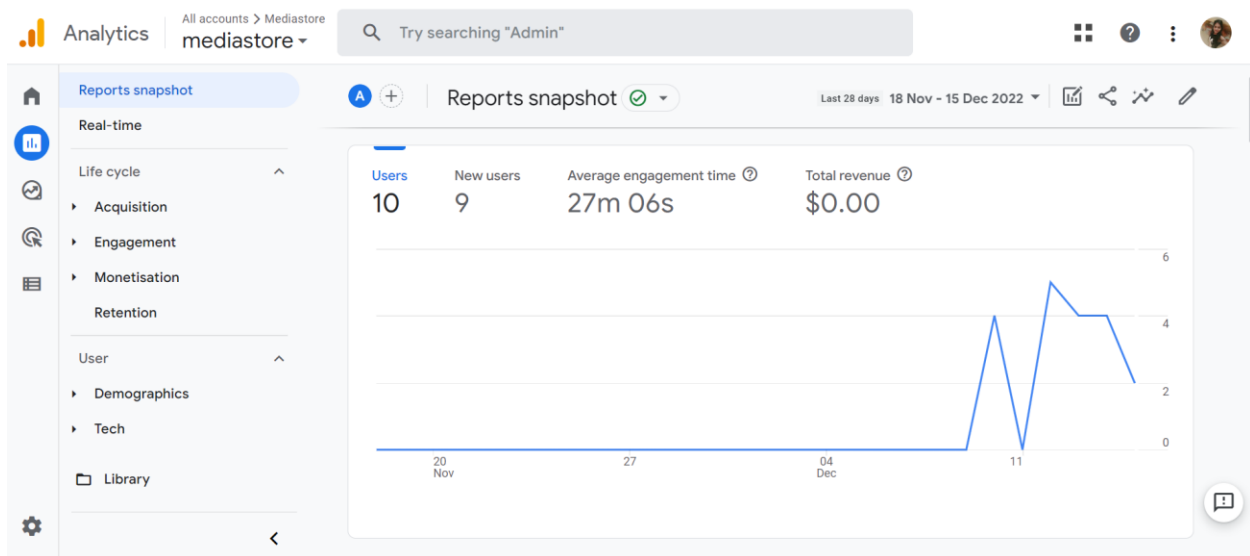 Analytics
All accounts > Mediastore
mediastore
Try searching "Admin"
Reports snapshot
Real-time
Life cycle
Acquisition
Engagement
Monetisation
Retention
User
Demographics
Tech
Library
A
Reports snapshot
Last 28 days 18 Nov - 15 Dec 2022
Users
10
New users
9
Average engagement time
27m 06s
Total revenue
$0.00
6
4
2
0
20
Nov
27
04
Dec
11